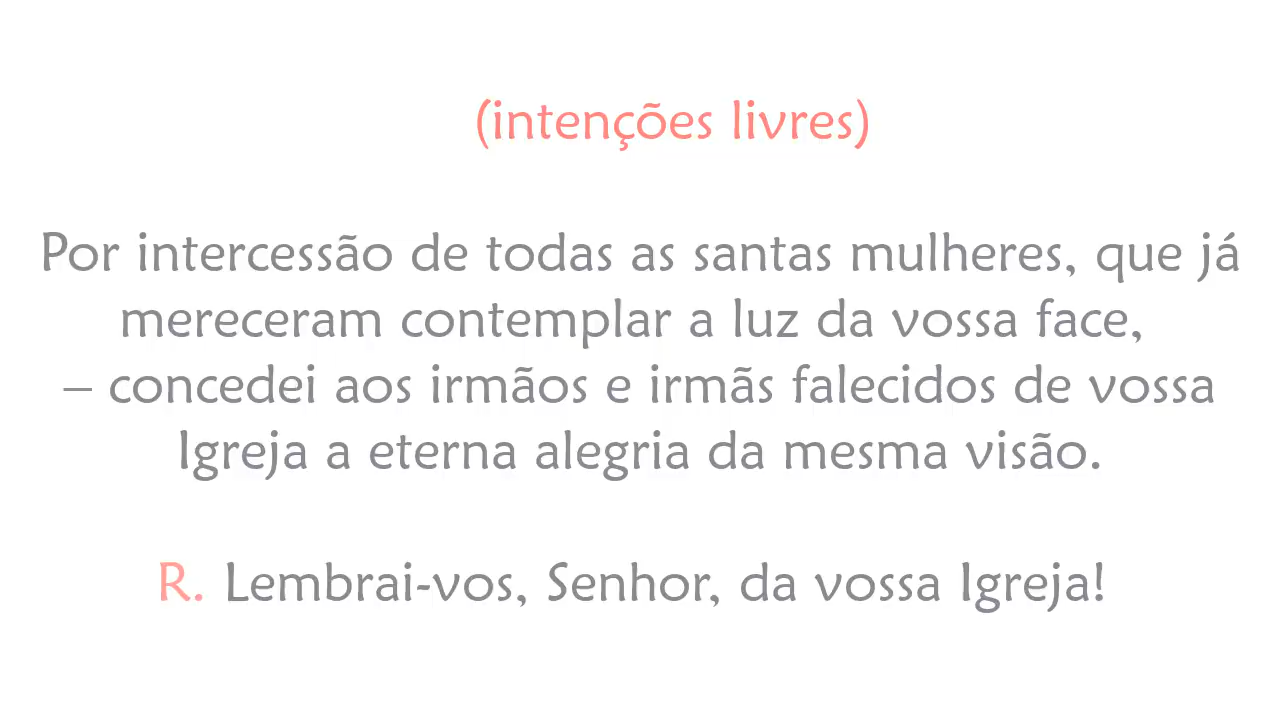 (intenções livres)
Por intercessão de todas as santas mulheres, que já
mereceram contemplar a luz da vossa face,
– concedei aos irmãos e irmãs falecidos de vossa
Igreja a eterna alegria da mesma visão.
R. Lembrai-vos, Senhor, da vossa Igreja!